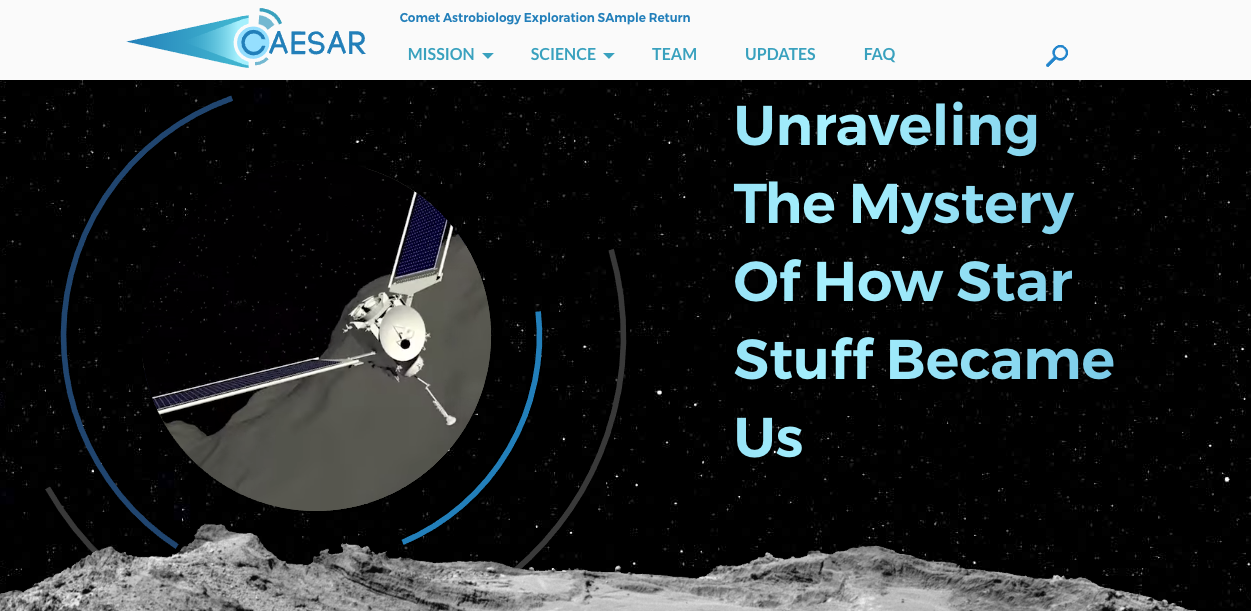 CAESAR
Comet Astrobiology Exploration SAmple Return
MISSION SCIENCE TEAM UPDATES FAQ
Unraveling
The Mystery
Of How Star
Stuff Became
Us